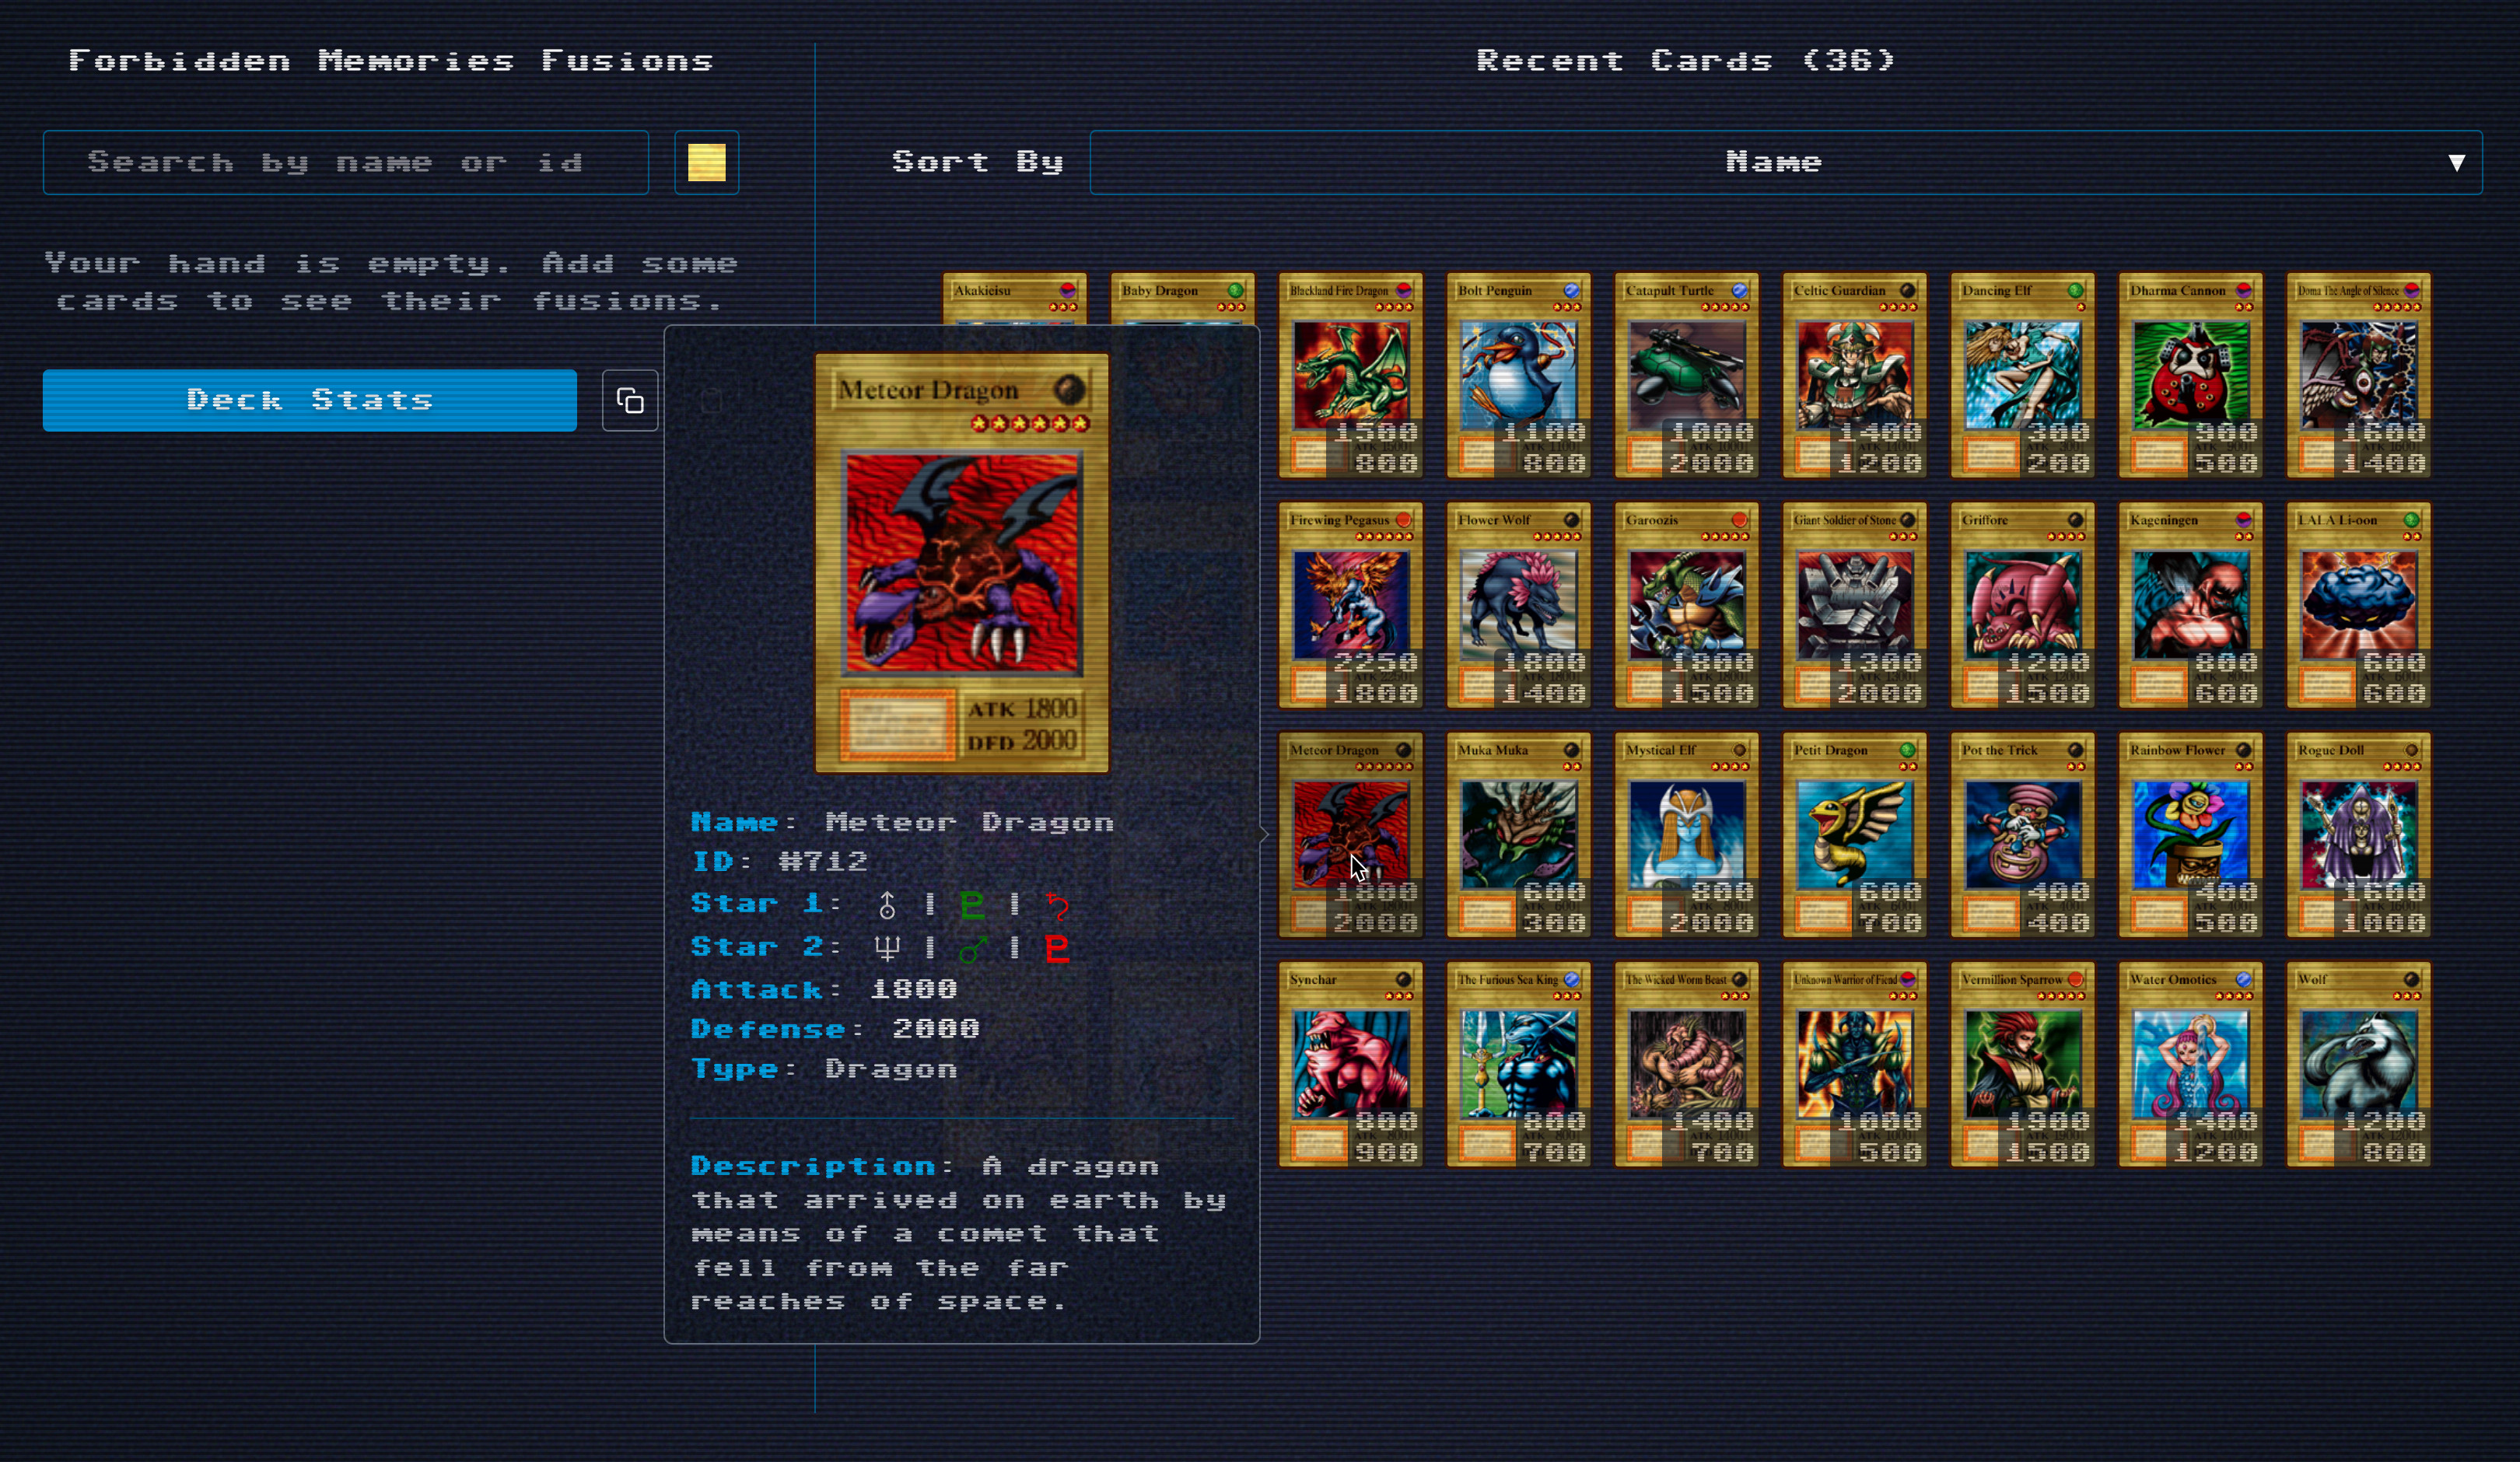 Forbidden Memories Fusions
Search by name or id
Your hand is empty. Add some
cards to see their fusions.
Deck Stats
Recent Cards (36)
Sort By
Name
Akakieisu
Baby Dragon
Blackland Fire Dragon
1500
800
Bolt Penguin
1100
800
Catapult Turtle
1000
2000
Celtic Guardian
1400
1200
Dancing Elf
300
200
Dharma Cannon
900
500
Doma The Angle of Silence
1600
1400
Firewing Pegasus
2250
1800
Flower Wolf
1800
1400
Garoozis
1800
1500
Giant Soldier of Stone
1300
2000
Griffore
1200
1500
Kageningen
800
600
LALA Li-oon
600
600
Meteor Dragon
1800
2000
Muka Muka
600
300
Mystical Elf
800
2000
Petit Dragon
600
700
Pot the Trick
400
400
Rainbow Flower
400
500
Rogue Doll
1600
1000
Synchar
800
900
The Furious Sea King
800
700
The Wicked Worm Beast
1400
700
Unknown Warrior of Fiend
1000
500
Vermillion Sparrow
1900
1500
Water Omotics
1400
1200
Wolf
1200
800
Meteor Dragon
ATK 1800
DFD 2000
Name: Meteor Dragon
ID: #712
Star 1: ⛢ | ♇ | ♄
Star 2: ♆ | ♂ | ♇
Attack: 1800
Defense: 2000
Type: Dragon
Description: A dragon
that arrived on earth by
means of a comet that
fell from the far
reaches of space.